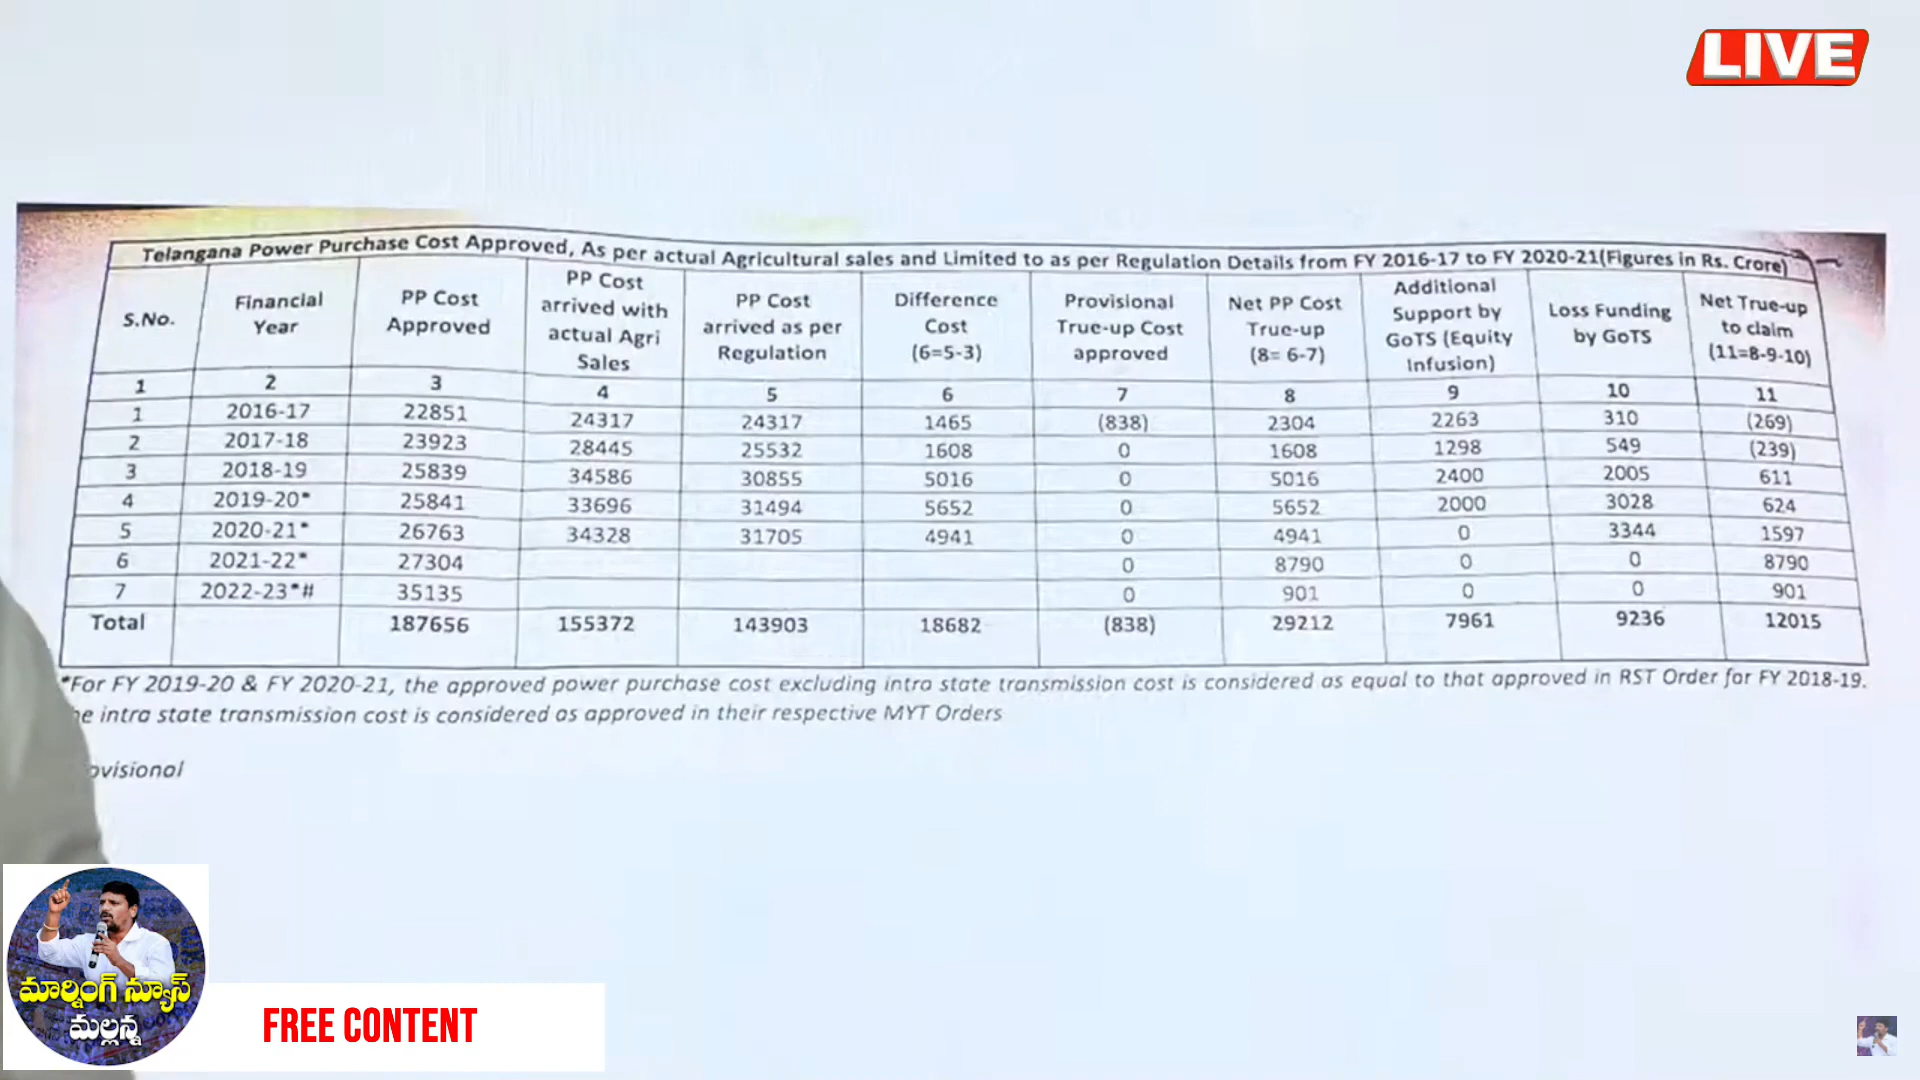 LIVE
Telangana Power Purchase Cost Approved, As per actual Agricultural sales and Limited to as per Regulation Details from FY 2016-17 to FY 2020-21(Figures in Rs. Crore)
S.No. Financial Year PP Cost Approved PP Cost arrived with actual Agri Sales PP Cost arrived as per Regulation Difference Cost (6=5-3) Provisional True-up Cost approved Net PP Cost True-up (8= 6-7) Additional Support by GoTS (Equity Infusion) Loss Funding by GoTS Net True-up to claim (11=8-9-10)
1 2 3 4 5 6 7 8 9 10 11
1 2016-17 22851 24317 24317 1465 (838) 2304 2263 310 (269)
2 2017-18 23923 28445 25532 1608 0 1608 1298 549 (239)
3 2018-19 25839 34586 30855 5016 0 5016 2400 2005 611
4 2019-20* 25841 33696 31494 5652 0 5652 2000 3028 624
5 2020-21* 26763 34328 31705 4941 0 4941 0 3344 1597
6 2021-22* 27304 0 8790 0 0 8790
7 2022-23*# 35135 0 901 0 0 901
Total 187656 155372 143903 18682 (838) 29212 7961 9236 12015
*For FY 2019-20 & FY 2020-21, the approved power purchase cost excluding intra state transmission cost is considered as equal to that approved in RST Order for FY 2018-19.
he intra state transmission cost is considered as approved in their respective MYT Orders
ovisional
మార్నింగ్ న్యూస్
మల్లన్న
FREE CONTENT